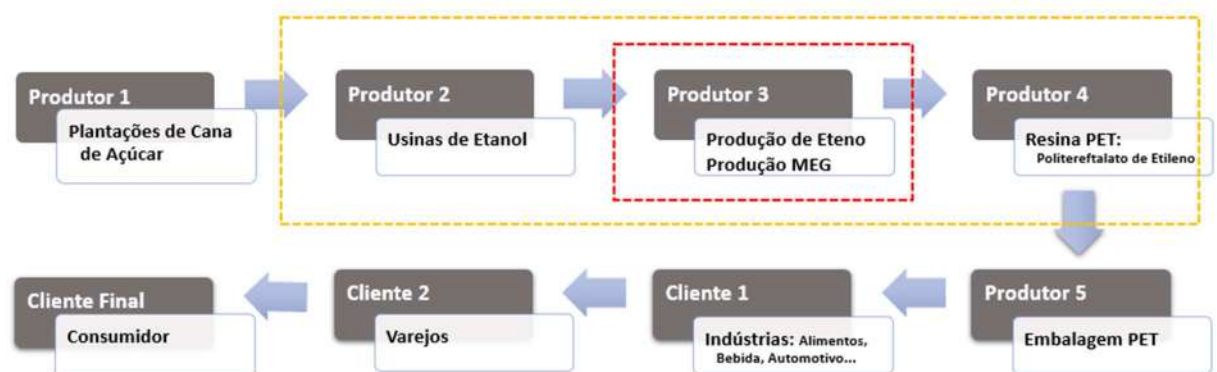 Produtor 1
Plantações de Cana
de Açúcar
Produtor 2
Usinas de Etanol
Produtor 3
Produção de Eteno
Produção MEG
Produtor 4
Resina PET:
Politereftalato de Etileno
Cliente Final
Consumidor
Cliente 2
Varejos
Cliente 1
Indústrias: Alimentos,
Bebida, Automotivo...
Produtor 5
Embalagem PET